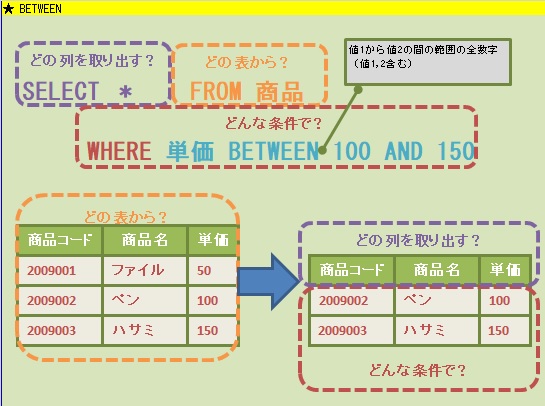 ★ BETWEEN
どの列を取り出す？
どの表から？
値1から値2の間の範囲の全数字
（値1,2含む）
SELECT *
FROM 商品
どんな条件で？
WHERE 単価 BETWEEN 100 AND 150
どの表から？
商品コード 商品名 単価
2009001 ファイル 50
2009002 ペン 100
2009003 ハサミ 150
どの列を取り出す？
商品コード 商品名 単価
2009002 ペン 100
2009003 ハサミ 150
どんな条件で？